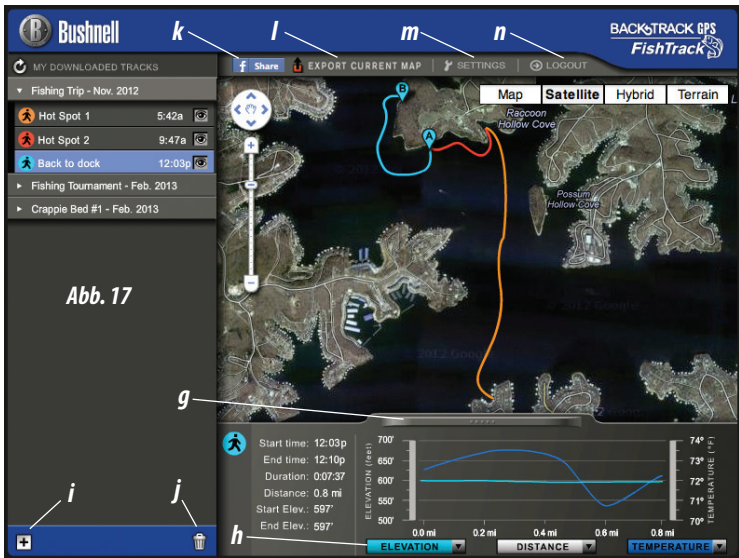 k l m n
Bushnell
BACKTRACK GPS
FishTrack
f Share EXPORT CURRENT MAP SETTINGS LOGOUT
MY DOWNLOADED TRACKS
Fishing Trip - Nov. 2012
Hot Spot 1 5:42a
Hot Spot 2 9:47a
Back to dock 12:03p
Fishing Tournament - Feb. 2013
Crappie Bed #1 - Feb. 2013
Abb. 17
Map Satellite Hybrid Terrain
B
A
Raccoon
Hollow Cove
Possum
Hollow Cove
L
© 2012 Google
2012 Google
g
Start time: 12:03p
End time: 12:10p
Duration: 0:07:37
Distance: 0.8 mi
Start Elev.: 597'
End Elev.: 597'
ELEVATION (feet)
700'
650'
600'
550'
500'
74°
73°
72°
71°
70°
TEMPERATURE (°F)
0.0 mi 0.2 mi 0.4 mi 0.6 mi 0.8 mi
h
ELEVATION DISTANCE TEMPERATURE
i j